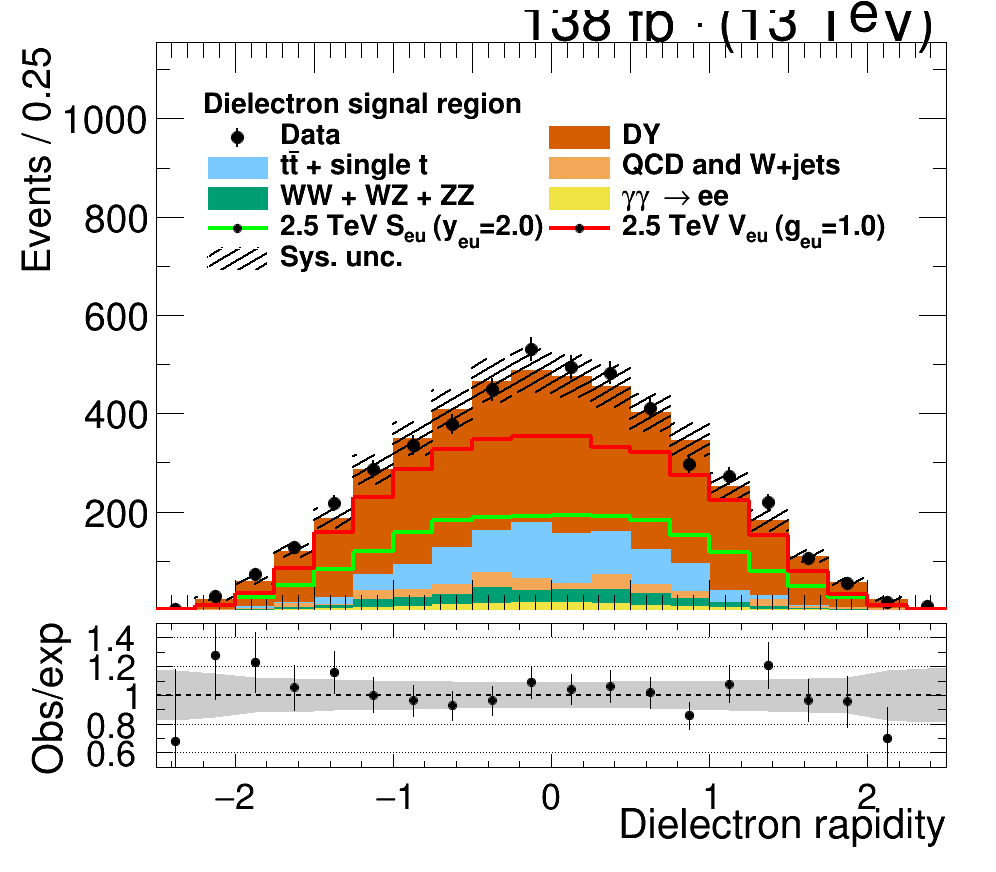 138 fb · (13 TeV)
Events / 0.25
1000
800
600
400
200
Dielectron signal region
Data
DY
tt̄ + single t
QCD and W+jets
WW + WZ + ZZ
γγ → ee
2.5 TeV S_eu (y_eu=2.0)
2.5 TeV V_eu (g_eu=1.0)
Sys. unc.
Obs/exp
1.4
1.2
1
0.8
0.6
−2 −1 0 1 2
Dielectron rapidity